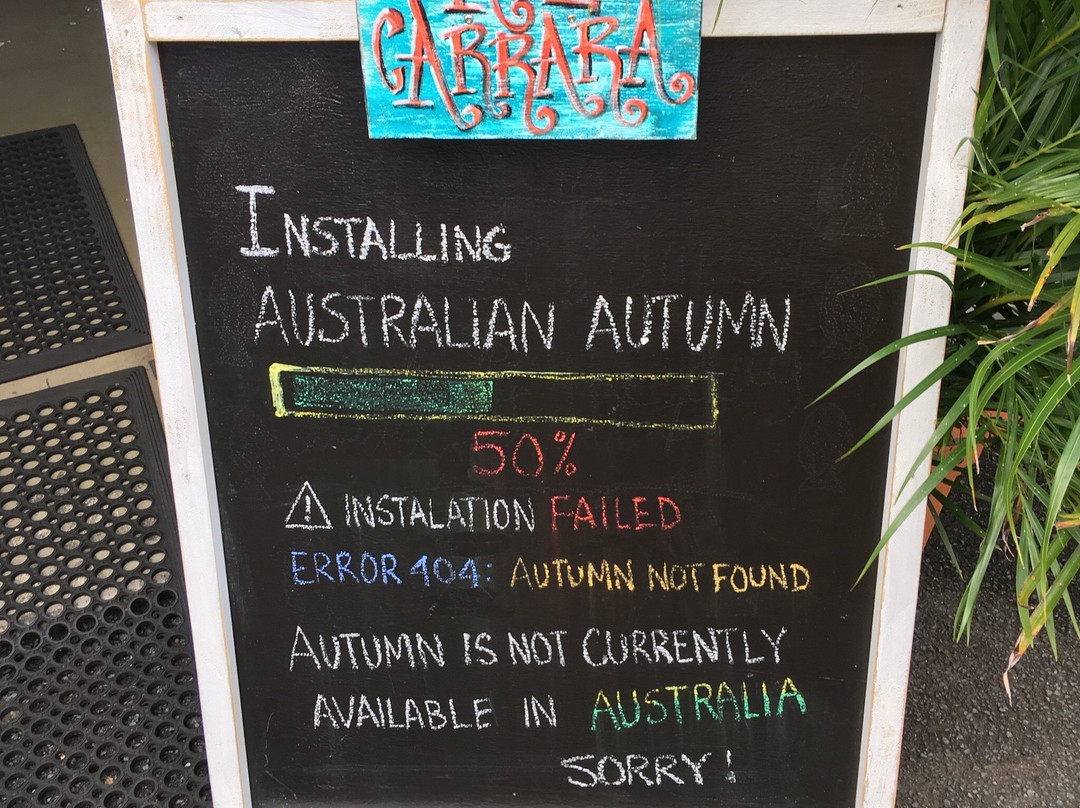 CARRARA
INSTALLING
AUSTRALIAN AUTUMN
50%
INSTALATION FAILED
ERROR 404: AUTUMN NOT FOUND
AUTUMN IS NOT CURRENTLY
AVAILABLE IN AUSTRALIA
SORRY!